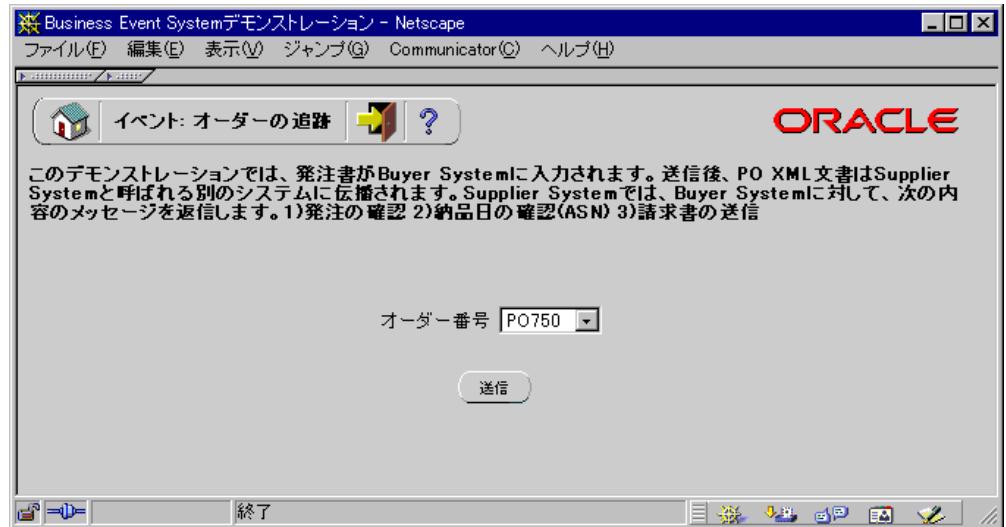 Business Event Systemデモンストレーション - Netscape
ファイル(F) 編集(E) 表示(V) ジャンプ(G) Communicator(C) ヘルプ(H)
イベント: オーダーの追跡
?
ORACLE
このデモンストレーションでは、発注書がBuyer Systemに入力されます。送信後、PO XML文書はSupplier
Systemと呼ばれる別のシステムに伝播されます。Supplier Systemでは、Buyer Systemに対して、次の内
容のメッセージを返信します。1)発注の確認 2)納品日の確認(ASN) 3)請求書の送信
オーダー番号 PO750
送信
終了